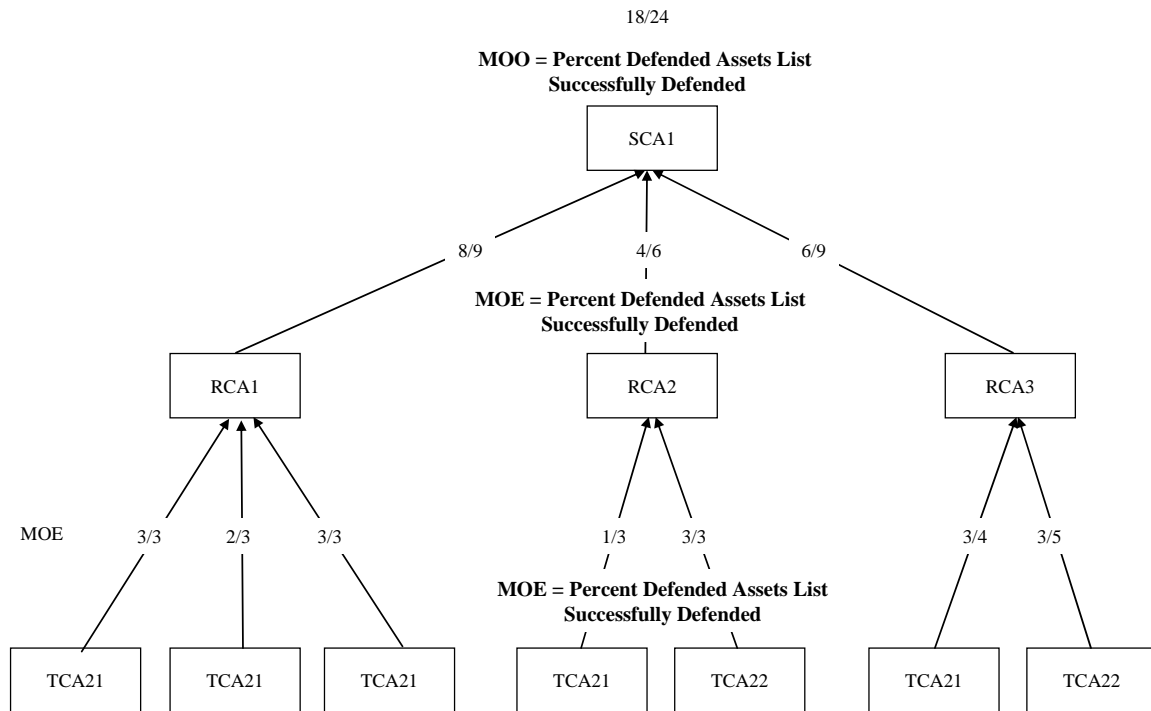 18/24
MOO = Percent Defended Assets List
Successfully Defended
SCA1
8/9
4/6
6/9
MOE = Percent Defended Assets List
Successfully Defended
RCA1
RCA2
RCA3
MOE
3/3
2/3
3/3
1/3
3/3
3/4
3/5
MOE = Percent Defended Assets List
Successfully Defended
TCA21
TCA21
TCA21
TCA21
TCA22
TCA21
TCA22